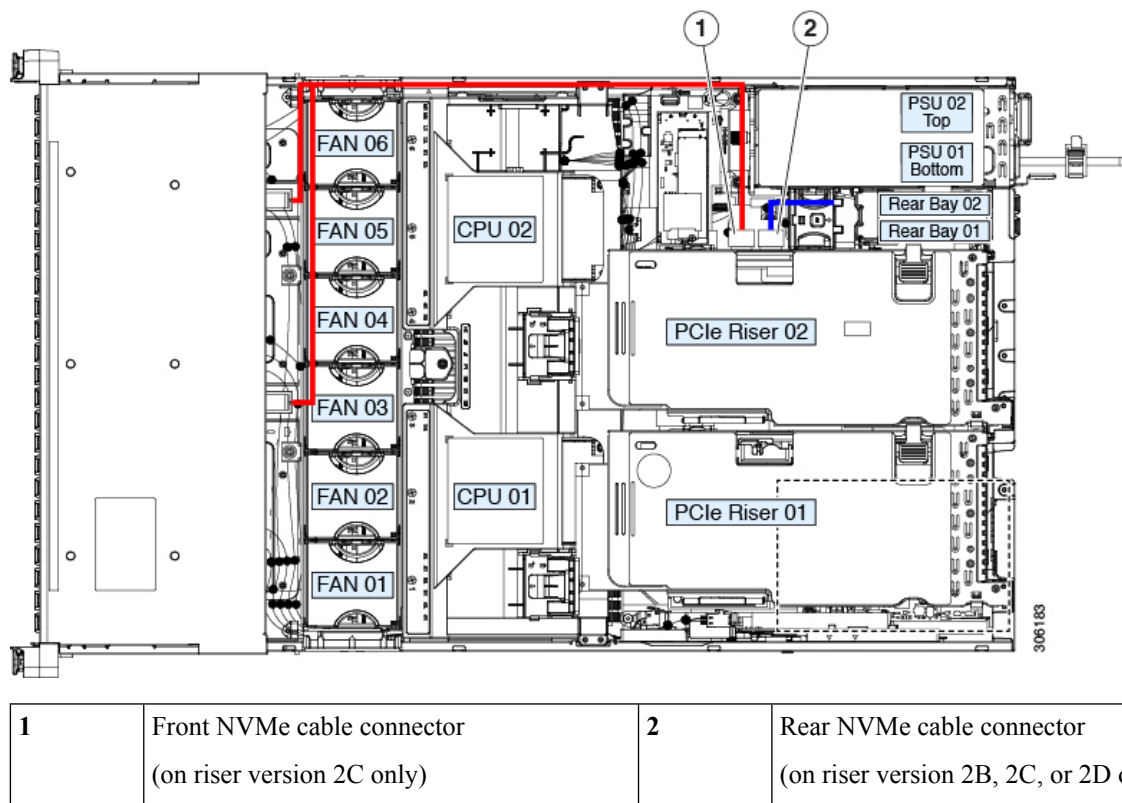 1
2
PSU 02
Top
PSU 01
Bottom
Rear Bay 02
Rear Bay 01
FAN 06
FAN 05
FAN 04
FAN 03
FAN 02
FAN 01
CPU 02
CPU 01
PCIe Riser 02
PCIe Riser 01
306183
1
Front NVMe cable connector
(on riser version 2C only)
2
Rear NVMe cable connector
(on riser version 2B, 2C, or 2D